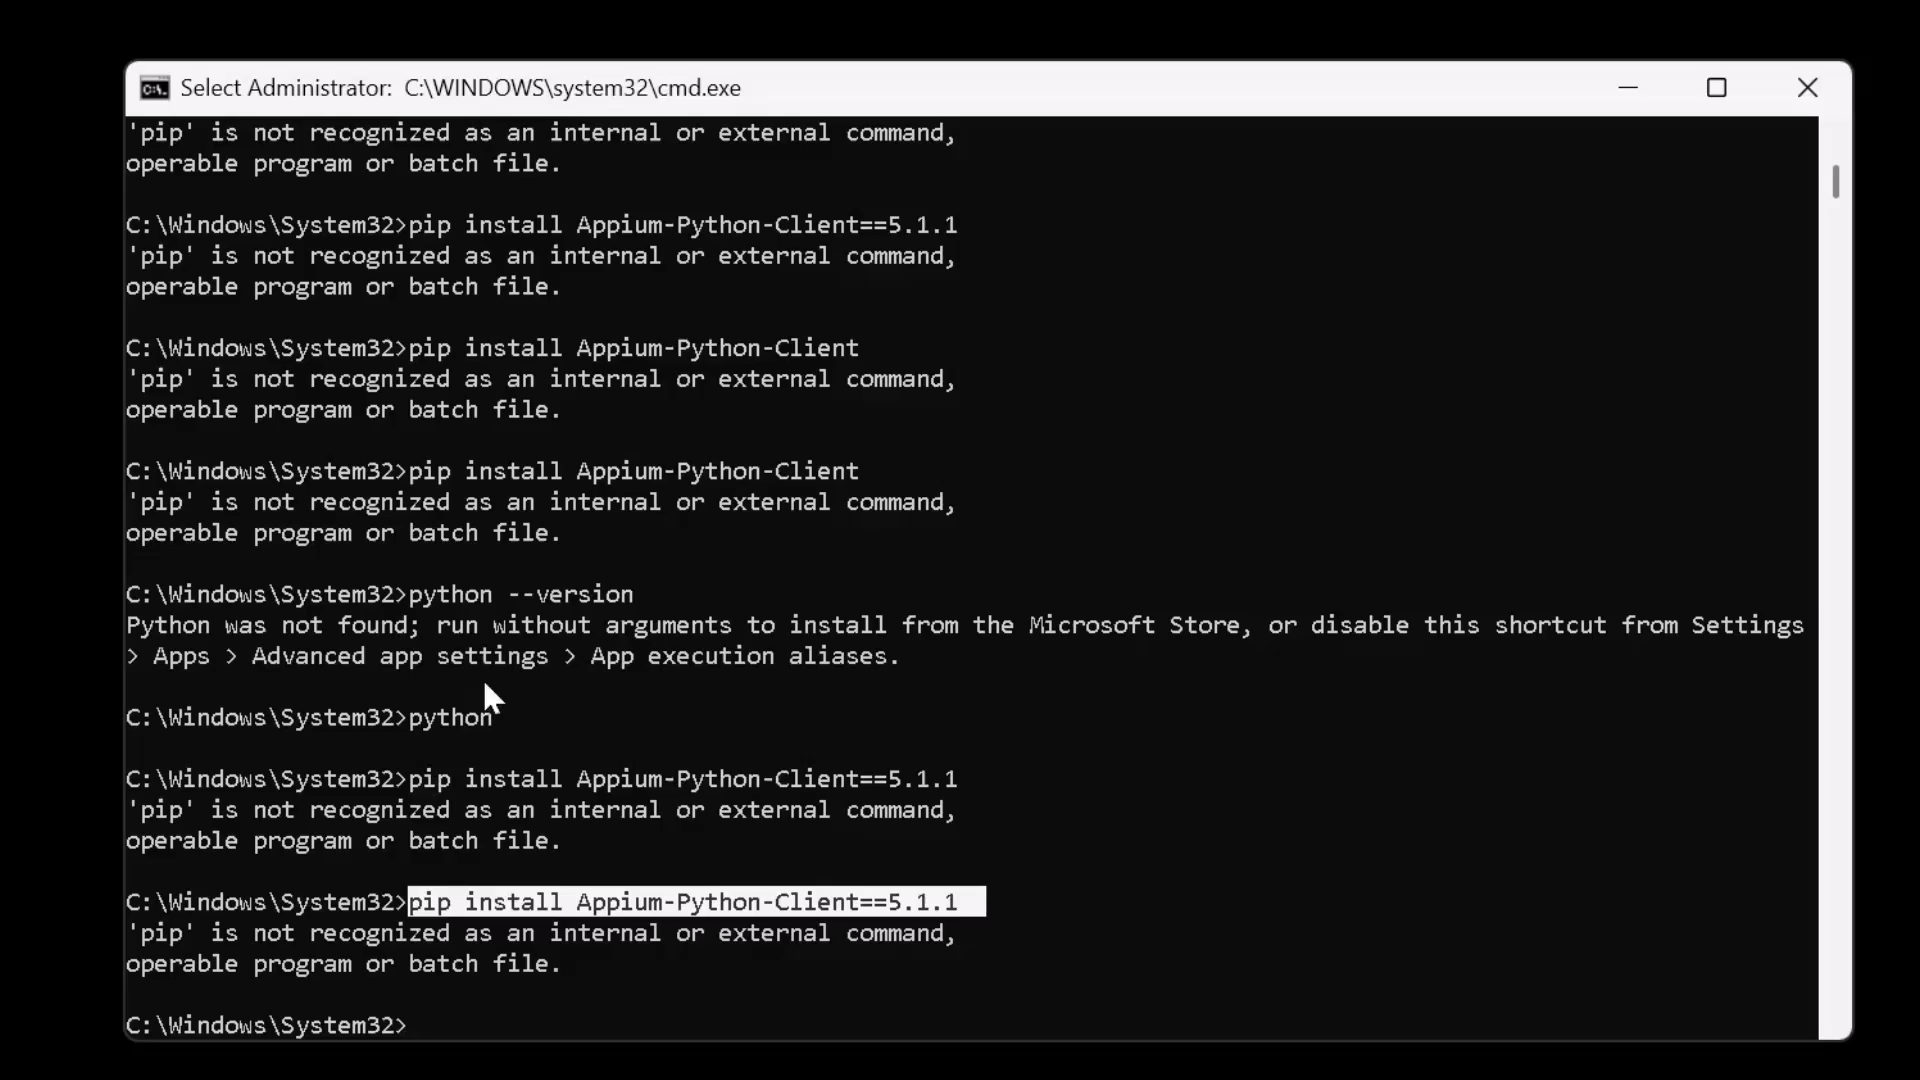 Select Administrator: C:\WINDOWS\system32\cmd.exe
'pip' is not recognized as an internal or external command,
operable program or batch file.
C:\Windows\System32>pip install Appium-Python-Client==5.1.1
'pip' is not recognized as an internal or external command,
operable program or batch file.
C:\Windows\System32>pip install Appium-Python-Client
'pip' is not recognized as an internal or external command,
operable program or batch file.
C:\Windows\System32>pip install Appium-Python-Client
'pip' is not recognized as an internal or external command,
operable program or batch file.
C:\Windows\System32>python --version
Python was not found; run without arguments to install from the Microsoft Store, or disable this shortcut from Settings
> Apps > Advanced app settings > App execution aliases.
C:\Windows\System32>python
C:\Windows\System32>pip install Appium-Python-Client==5.1.1
'pip' is not recognized as an internal or external command,
operable program or batch file.
C:\Windows\System32>pip install Appium-Python-Client==5.1.1
'pip' is not recognized as an internal or external command,
operable program or batch file.
C:\Windows\System32>